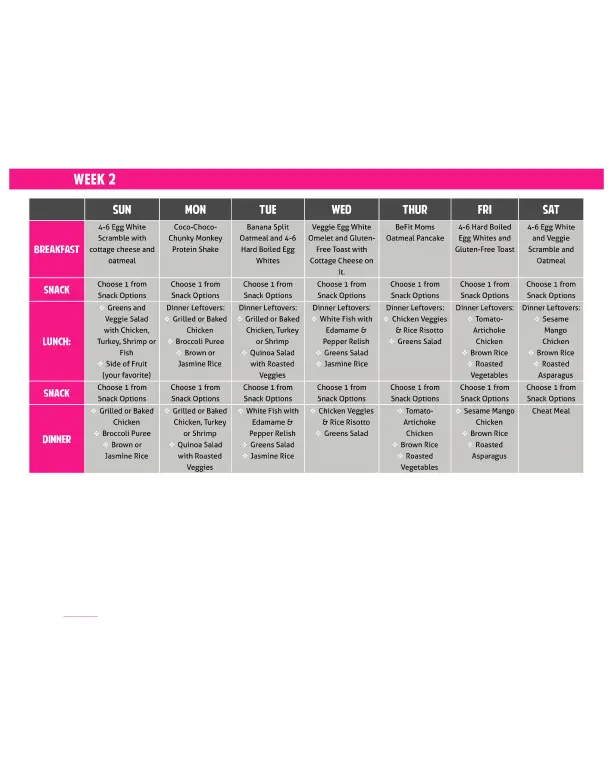 WEEK 2
SUN MON TUE WED THUR FRI SAT
BREAKFAST
4-6 Egg White
Scramble with
cottage cheese and
oatmeal
Coco-Choco-
Chunky Monkey
Protein Shake
Banana Split
Oatmeal and 4-6
Hard Boiled Egg
Whites
Veggie Egg White
Omelet and Gluten-
Free Toast with
Cottage Cheese on
it.
BeFit Moms
Oatmeal Pancake
4-6 Hard Boiled
Egg Whites and
Gluten-Free Toast
4-6 Egg White
and Veggie
Scramble and
Oatmeal
SNACK
Choose 1 from
Snack Options
Choose 1 from
Snack Options
Choose 1 from
Snack Options
Choose 1 from
Snack Options
Choose 1 from
Snack Options
Choose 1 from
Snack Options
Choose 1 from
Snack Options
LUNCH:
❖ Greens and
Veggie Salad
with Chicken,
Turkey, Shrimp or
Fish
❖ Side of Fruit
(your favorite)
Dinner Leftovers:
❖ Grilled or Baked
Chicken
❖ Broccoli Puree
❖ Brown or
Jasmine Rice
Dinner Leftovers:
❖ Grilled or Baked
Chicken, Turkey
or Shrimp
❖ Quinoa Salad
with Roasted
Veggies
Dinner Leftovers:
❖ White Fish with
Edamame &
Pepper Relish
❖ Greens Salad
❖ Jasmine Rice
Dinner Leftovers:
❖ Chicken Veggies
& Rice Risotto
❖ Greens Salad
Dinner Leftovers:
❖ Tomato-
Artichoke
Chicken
❖ Brown Rice
❖ Roasted
Vegetables
Dinner Leftovers:
❖ Sesame
Mango
Chicken
❖ Brown Rice
❖ Roasted
Asparagus
SNACK
Choose 1 from
Snack Options
Choose 1 from
Snack Options
Choose 1 from
Snack Options
Choose 1 from
Snack Options
Choose 1 from
Snack Options
Choose 1 from
Snack Options
Choose 1 from
Snack Options
DINNER
❖ Grilled or Baked
Chicken
❖ Broccoli Puree
❖ Brown or
Jasmine Rice
❖ Grilled or Baked
Chicken, Turkey
or Shrimp
❖ Quinoa Salad
with Roasted
Veggies
❖ White Fish with
Edamame &
Pepper Relish
❖ Greens Salad
❖ Jasmine Rice
❖ Chicken Veggies
& Rice Risotto
❖ Greens Salad
❖ Tomato-
Artichoke
Chicken
❖ Brown Rice
❖ Roasted
Vegetables
❖ Sesame Mango
Chicken
❖ Brown Rice
❖ Roasted
Asparagus
Cheat Meal